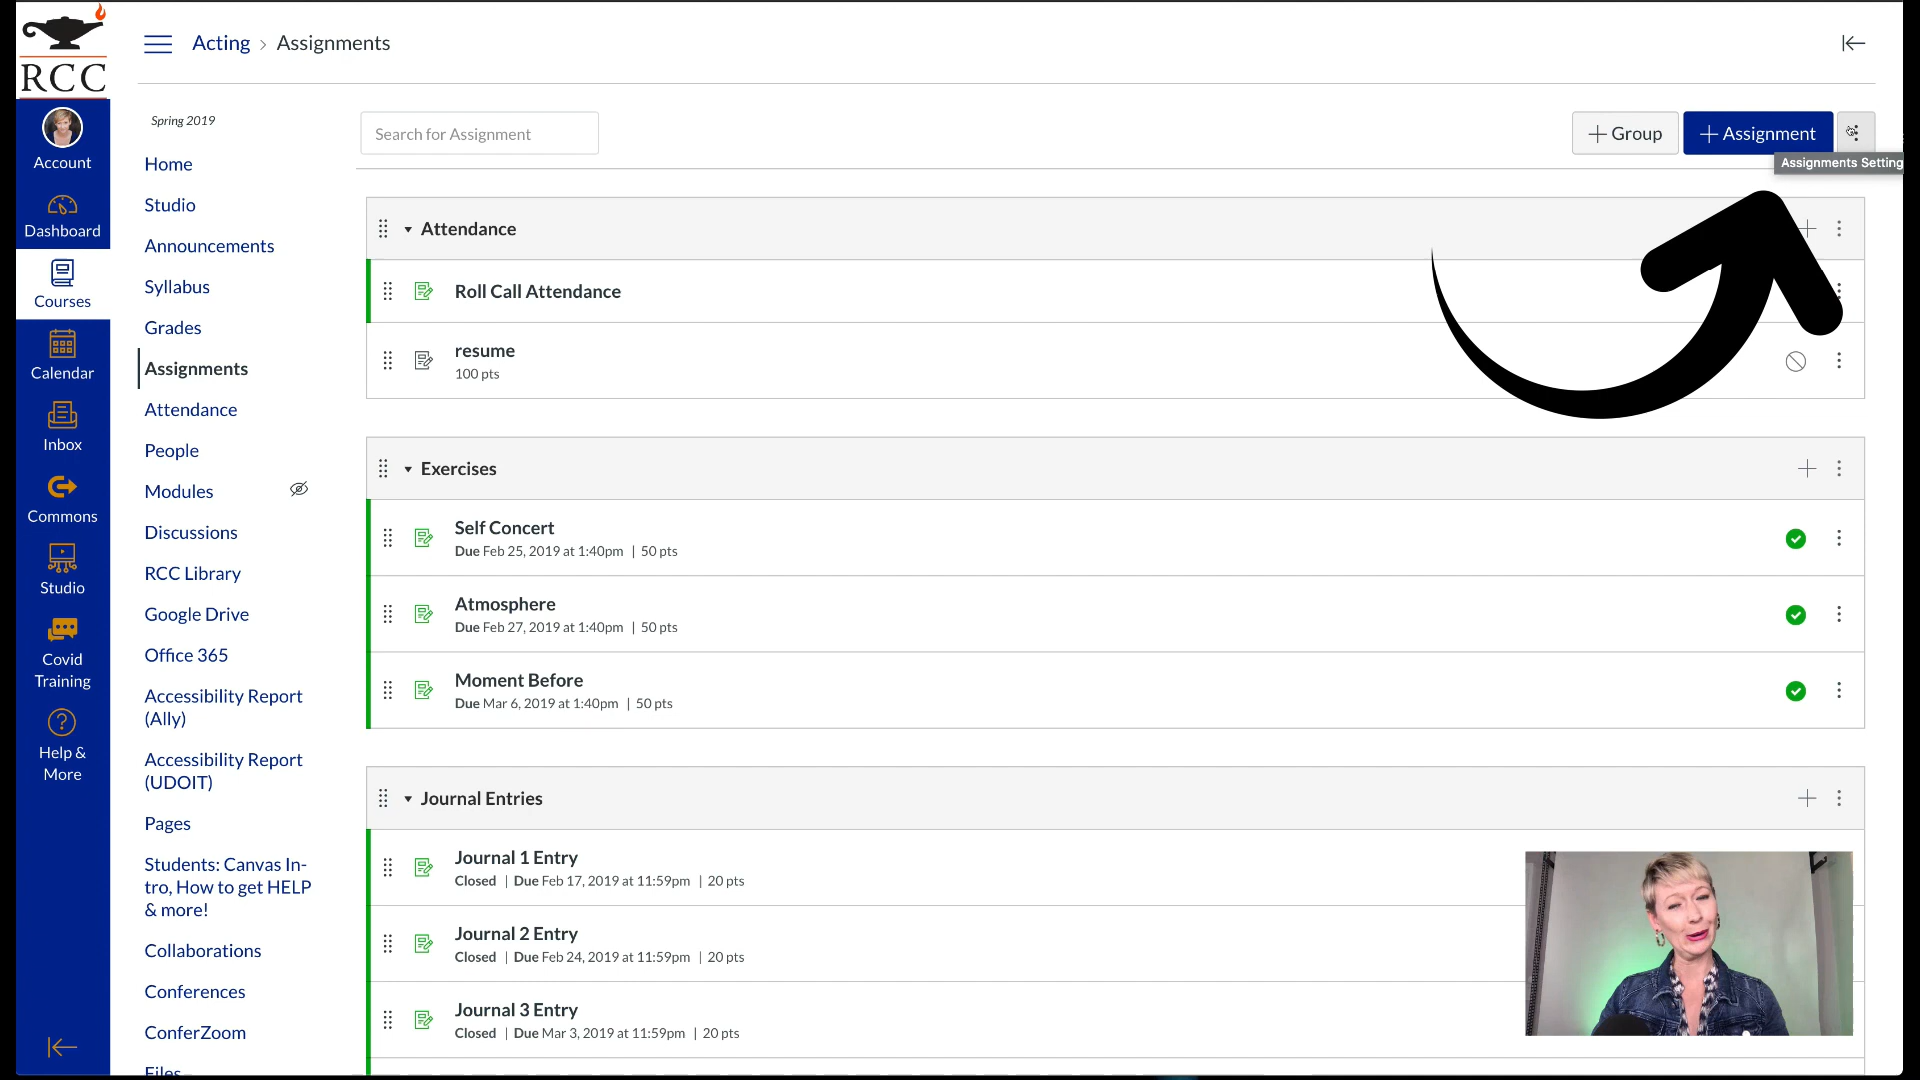 RCC
Account
Dashboard
Courses
Calendar
Inbox
Commons
Studio
Covid
Training
Help &
More
Acting › Assignments
Spring 2019
Home
Studio
Announcements
Syllabus
Grades
Assignments
Attendance
People
Modules
Discussions
RCC Library
Google Drive
Office 365
Accessibility Report
(Ally)
Accessibility Report
(UDOIT)
Pages
Students: Canvas In-
tro, How to get HELP
& more!
Collaborations
Conferences
ConferZoom
Files
Search for Assignment
+ Group
+ Assignment
Assignments Setting
Attendance
Roll Call Attendance
resume
100 pts
Exercises
Self Concert
Due Feb 25, 2019 at 1:40pm | 50 pts
Atmosphere
Due Feb 27, 2019 at 1:40pm | 50 pts
Moment Before
Due Mar 6, 2019 at 1:40pm | 50 pts
Journal Entries
Journal 1 Entry
Closed | Due Feb 17, 2019 at 11:59pm | 20 pts
Journal 2 Entry
Closed | Due Feb 24, 2019 at 11:59pm | 20 pts
Journal 3 Entry
Closed | Due Mar 3, 2019 at 11:59pm | 20 pts